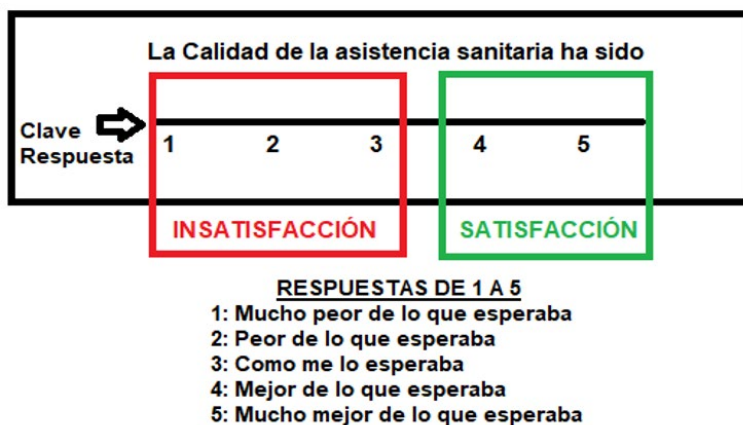 La Calidad de la asistencia sanitaria ha sido
Clave
Respuesta
1 2 3 4 5
INSATISFACCIÓN SATISFACCIÓN
RESPUESTAS DE 1 A 5
1: Mucho peor de lo que esperaba
2: Peor de lo que esperaba
3: Como me lo esperaba
4: Mejor de lo que esperaba
5: Mucho mejor de lo que esperaba